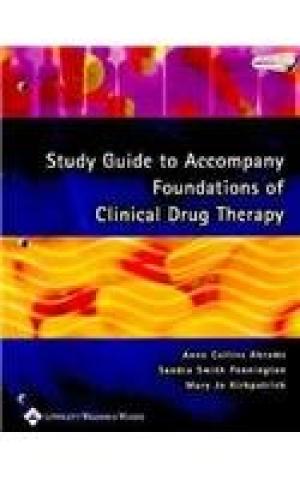 Study Guide to Accompany
Foundations of
Clinical Drug Therapy
Anne Collins Abrams
Sandra Smith Pennington
Mary Jo Kirkpatrick